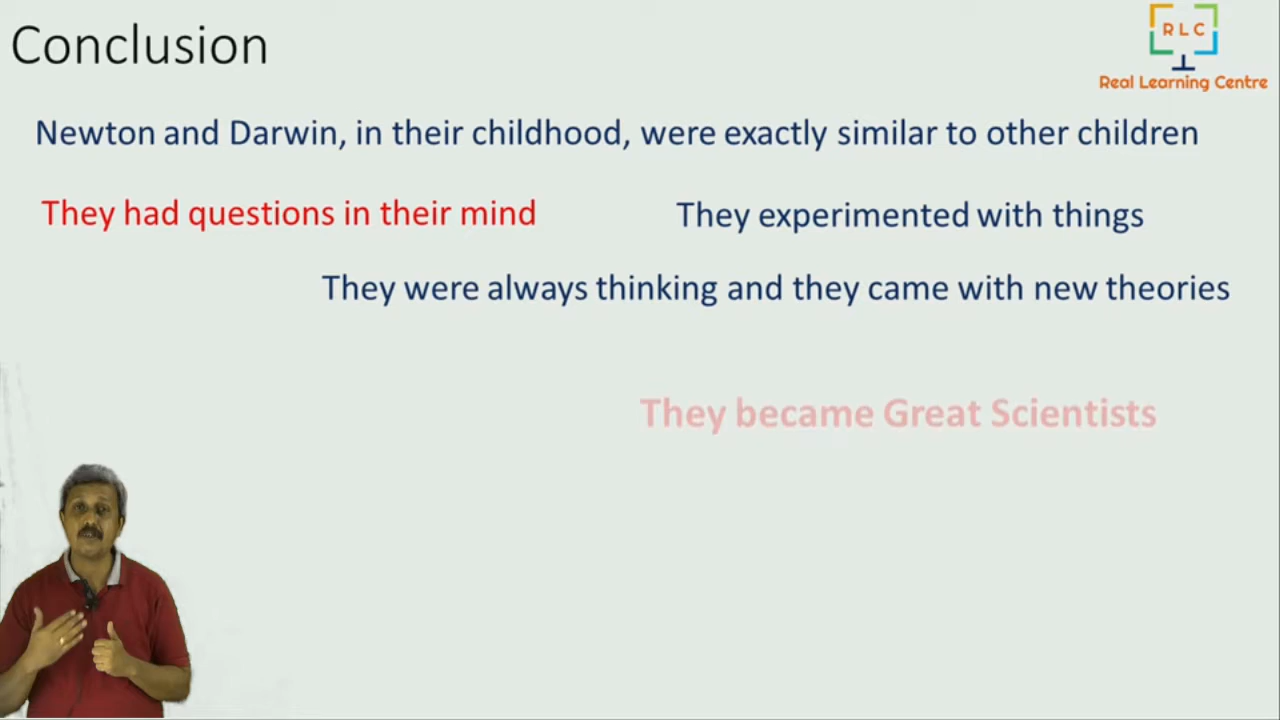 Conclusion
RLC
Real Learning Centre
Newton and Darwin, in their childhood, were exactly similar to other children
They had questions in their mind
They experimented with things
They were always thinking and they came with new theories
They became Great Scientists